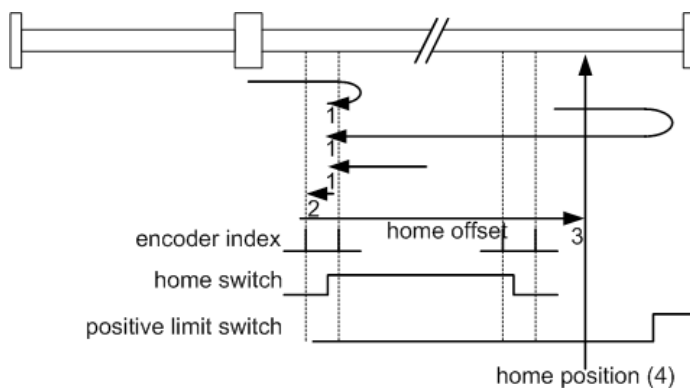 1
1
1
2
home offset
3
encoder index
home switch
positive limit switch
home position (4)